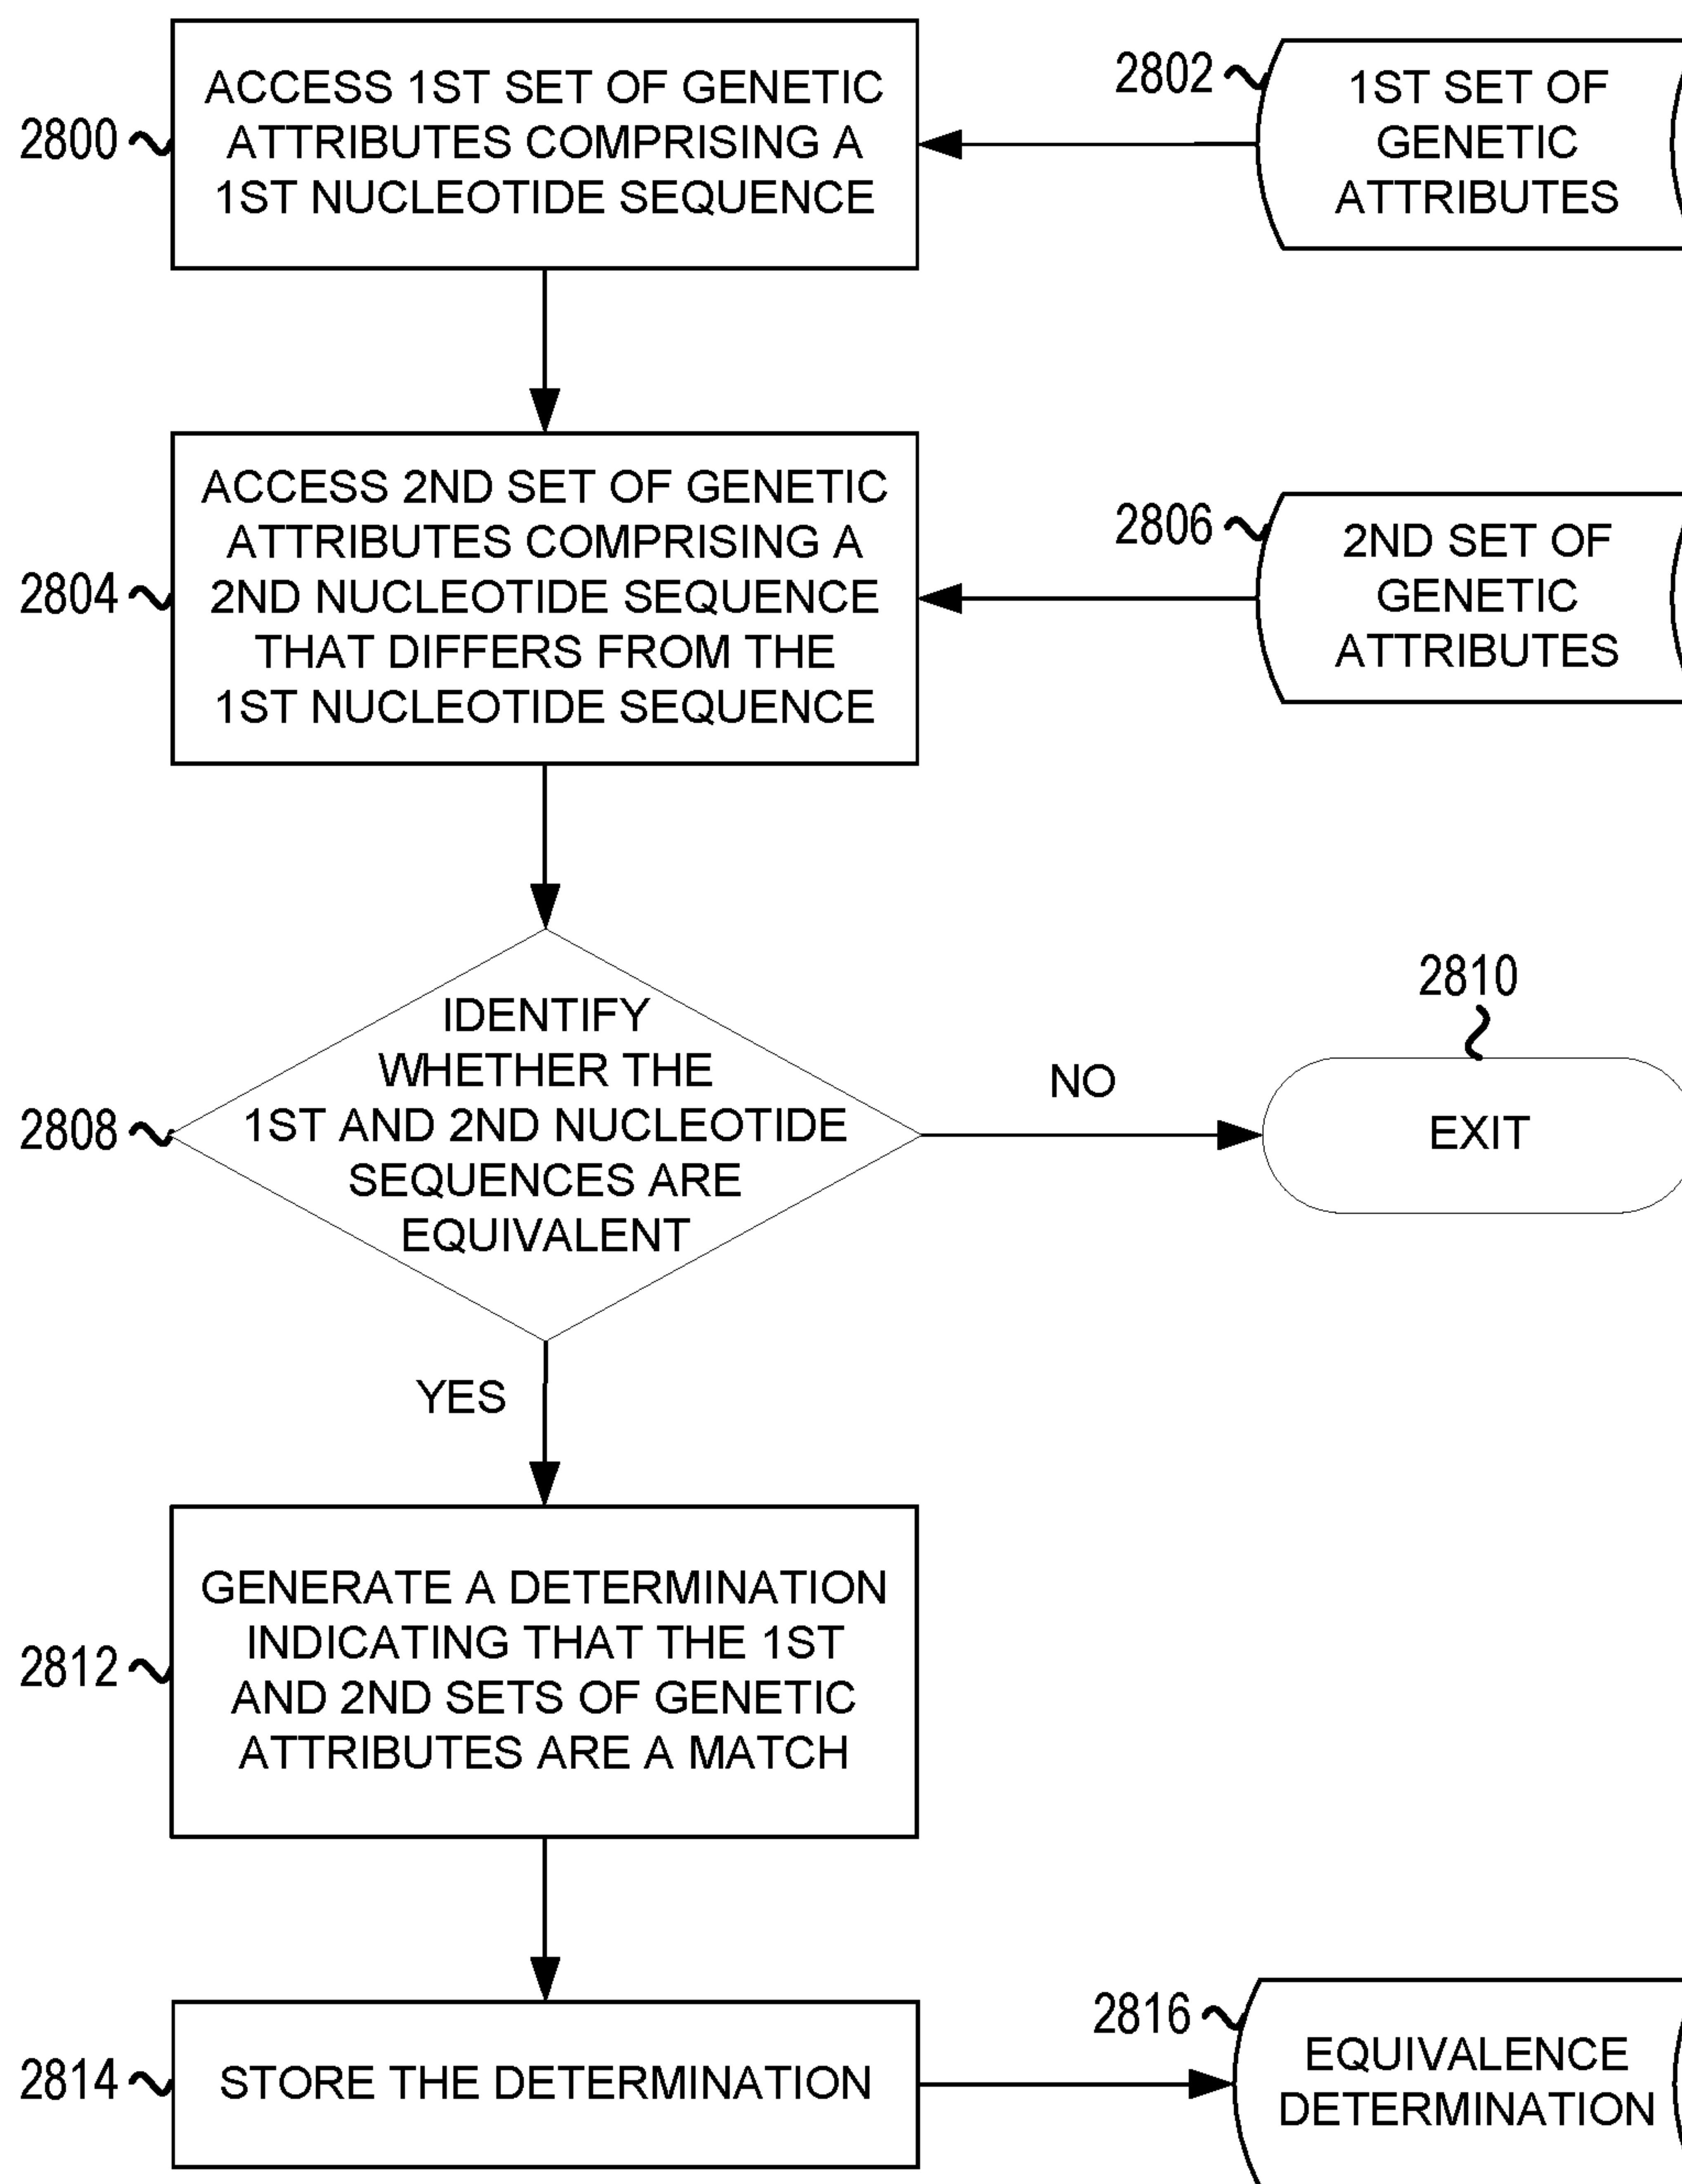 2800
ACCESS 1ST SET OF GENETIC
ATTRIBUTES COMPRISING A
1ST NUCLEOTIDE SEQUENCE
2802
1ST SET OF
GENETIC
ATTRIBUTES
2804
ACCESS 2ND SET OF GENETIC
ATTRIBUTES COMPRISING A
2ND NUCLEOTIDE SEQUENCE
THAT DIFFERS FROM THE
1ST NUCLEOTIDE SEQUENCE
2806
2ND SET OF
GENETIC
ATTRIBUTES
2808
IDENTIFY
WHETHER THE
1ST AND 2ND NUCLEOTIDE
SEQUENCES ARE
EQUIVALENT
NO
2810
EXIT
YES
2812
GENERATE A DETERMINATION
INDICATING THAT THE 1ST
AND 2ND SETS OF GENETIC
ATTRIBUTES ARE A MATCH
2814
STORE THE DETERMINATION
2816
EQUIVALENCE
DETERMINATION